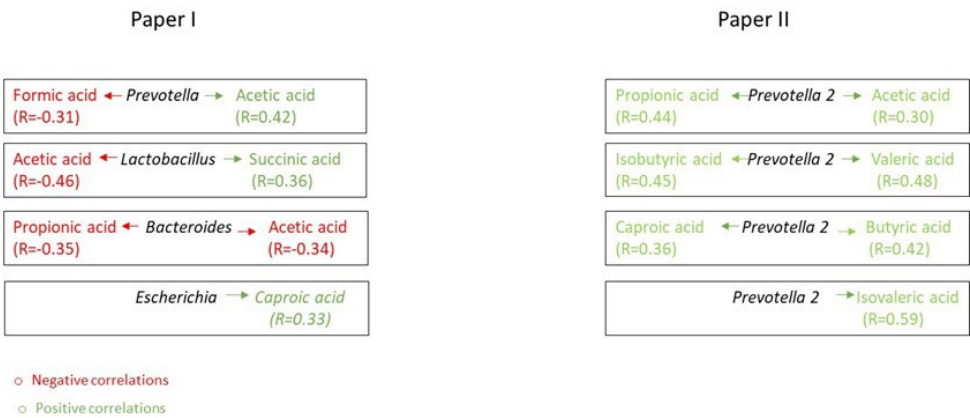 Paper I
Formic acid Prevotella Acetic acid
(R=-0.31) (R=0.42)
Acetic acid Lactobacillus Succinic acid
(R=-0.46) (R=0.36)
Propionic acid Bacteroides Acetic acid
(R=-0.35) (R=-0.34)
Escherichia Caproic acid
(R=0.33)
Paper II
Propionic acid Prevotella 2 Acetic acid
(R=0.44) (R=0.30)
Isobutyric acid Prevotella 2 Valeric acid
(R=0.45) (R=0.48)
Caproic acid Prevotella 2 Butyric acid
(R=0.36) (R=0.42)
Prevotella 2 Isovaleric acid
(R=0.59)
Negative correlations
Positive correlations